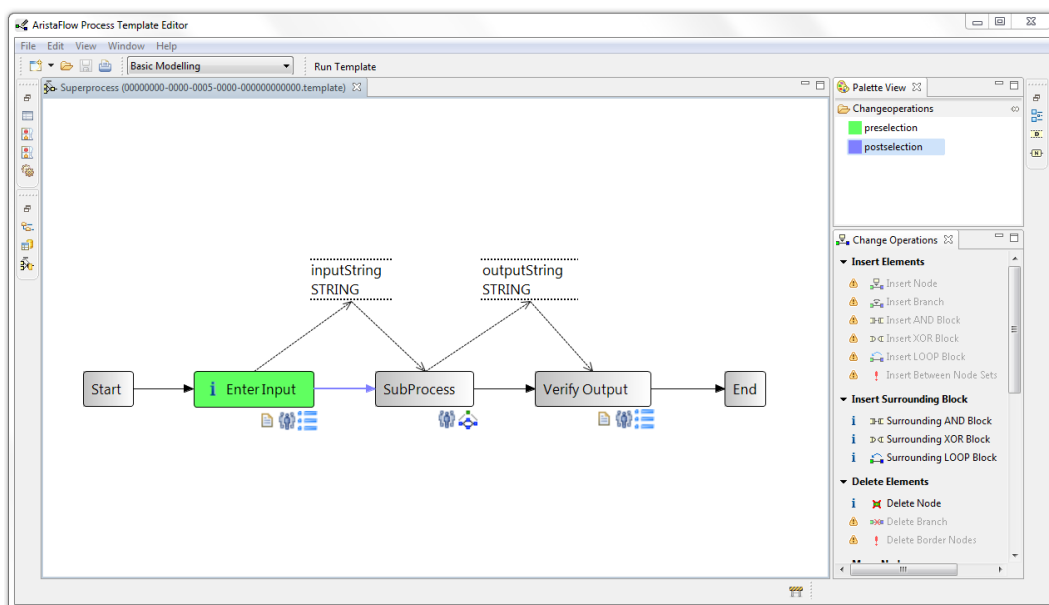 AristaFlow Process Template Editor
File Edit View Window Help
Basic Modelling Run Template
Superprocess (00000000-0000-0005-0000-000000000000.template)
Palette View
Changeoperations
preselection
postselection
inputString
STRING
outputString
STRING
Start
i Enter Input
SubProcess
Verify Output
End
Change Operations
Insert Elements
Insert Node
Insert Branch
Insert AND Block
Insert XOR Block
Insert LOOP Block
Insert Between Node Sets
Insert Surrounding Block
i Surrounding AND Block
i Surrounding XOR Block
i Surrounding LOOP Block
Delete Elements
i Delete Node
Delete Branch
Delete Border Nodes